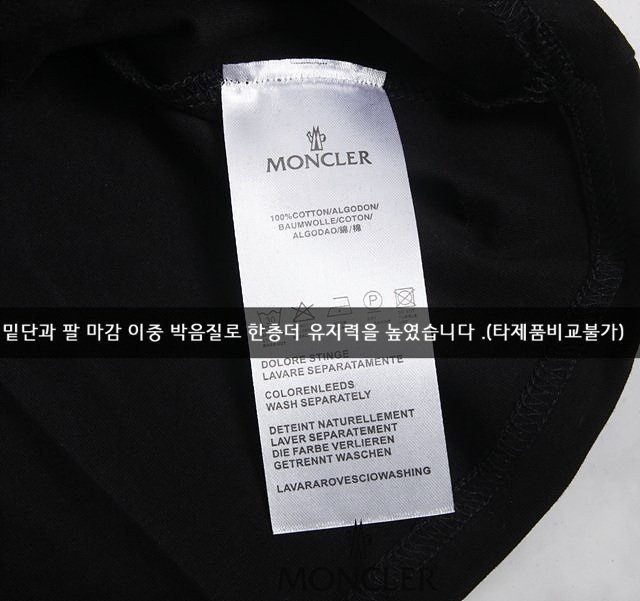 MONCLER
100%COTTON/ALGODON/
BAUMWOLLE/COTON/
ALGODAO/綿/棉
30
P
밑단과 팔 마감 이중 박음질로 한층더 유지력을 높였습니다 .(타제품비교불가)
DOLORE STINGE
LAVARE SEPARATAMENTE
COLORENLEEDS
WASH SEPARATELY
DETEINT NATURELLEMENT
LAVER SEPARATEMENT
DIE FARBE VERLIEREN
GETRENNT WASCHEN
LAVARAROVESCIOWASHING
MONCLER